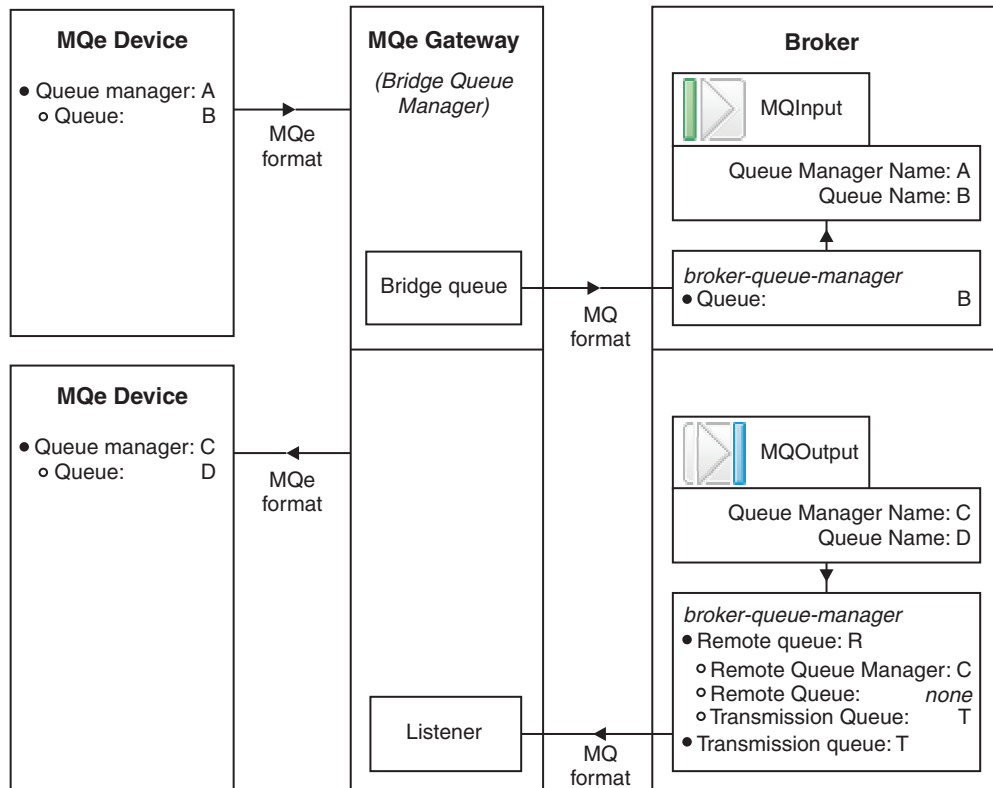 MQe Device
● Queue manager: A
○ Queue: B
MQe
format
MQe Gateway
(Bridge Queue
Manager)
Bridge queue
MQ
format
Broker
MQInput
Queue Manager Name: A
Queue Name: B
broker-queue-manager
● Queue: B
MQe Device
● Queue manager: C
○ Queue: D
MQe
format
Listener
MQ
format
MQOutput
Queue Manager Name: C
Queue Name: D
broker-queue-manager
● Remote queue: R
○ Remote Queue Manager: C
○ Remote Queue: none
○ Transmission Queue: T
● Transmission queue: T